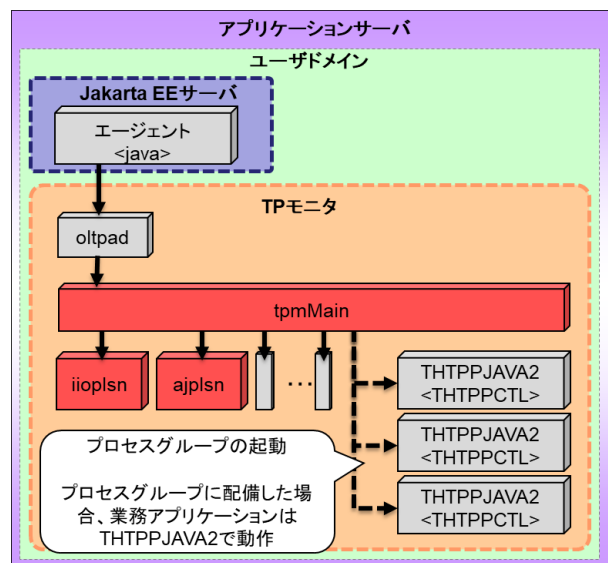 アプリケーションサーバ
ユーザドメイン
Jakarta EEサーバ
エージェント
<java>
TPモニタ
oltpad
tpmMain
iioplsn
ajplsn
…
THTPPJAVA2
<THTPPCTL>
THTPPJAVA2
<THTPPCTL>
THTPPJAVA2
<THTPPCTL>
プロセスグループの起動
プロセスグループに配備した場
合、業務アプリケーションは
THTPPJAVA2で動作